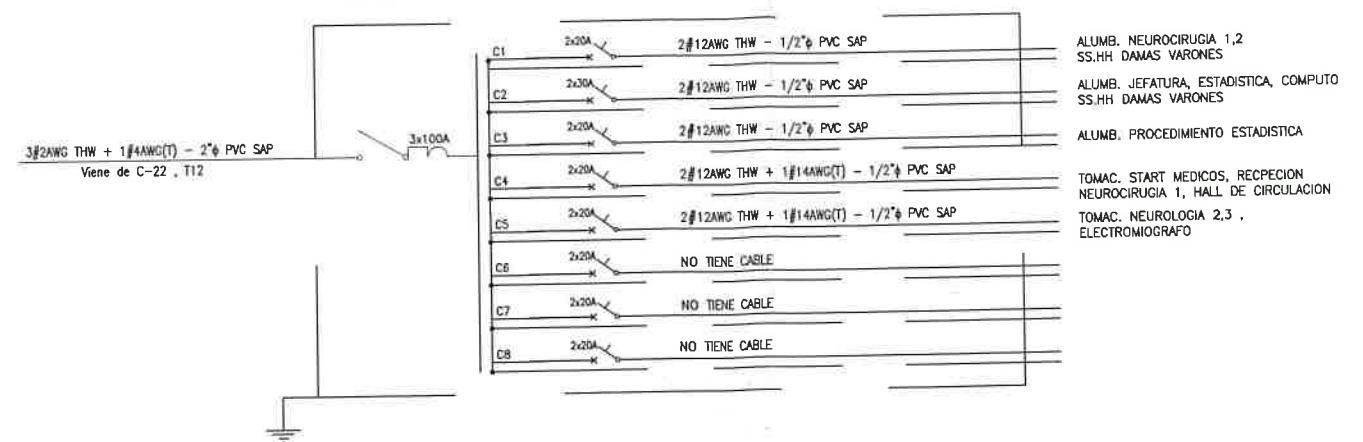 C1
2x20A
2#12AWG THW - 1/2"ϕ PVC SAP
ALUMB. NEUROCIRUGIA 1,2
SS.HH DAMAS VARONES
C2
2x30A
2#12AWG THW - 1/2"ϕ PVC SAP
ALUMB. JEFATURA, ESTADISTICA, COMPUTO
SS.HH DAMAS VARONES
3#2AWG THW + 1#4AWG(T) - 2"ϕ PVC SAP
Viene de C-22 , T12
3x100A
C3
2x20A
2#12AWG THW - 1/2"ϕ PVC SAP
ALUMB. PROCEDIMIENTO ESTADISTICA
C4
2x20A
2#12AWG THW + 1#14AWG(T) - 1/2"ϕ PVC SAP
TOMAC. START MEDICOS, RECPECION
NEUROCIRUGIA 1, HALL DE CIRCULACION
C5
2x20A
2#12AWG THW + 1#14AWG(T) - 1/2"ϕ PVC SAP
TOMAC. NEUROLOGIA 2,3 ,
ELECTROMIOGRAFO
C6
2x20A
NO TIENE CABLE
C7
2x20A
NO TIENE CABLE
C8
2x20A
NO TIENE CABLE